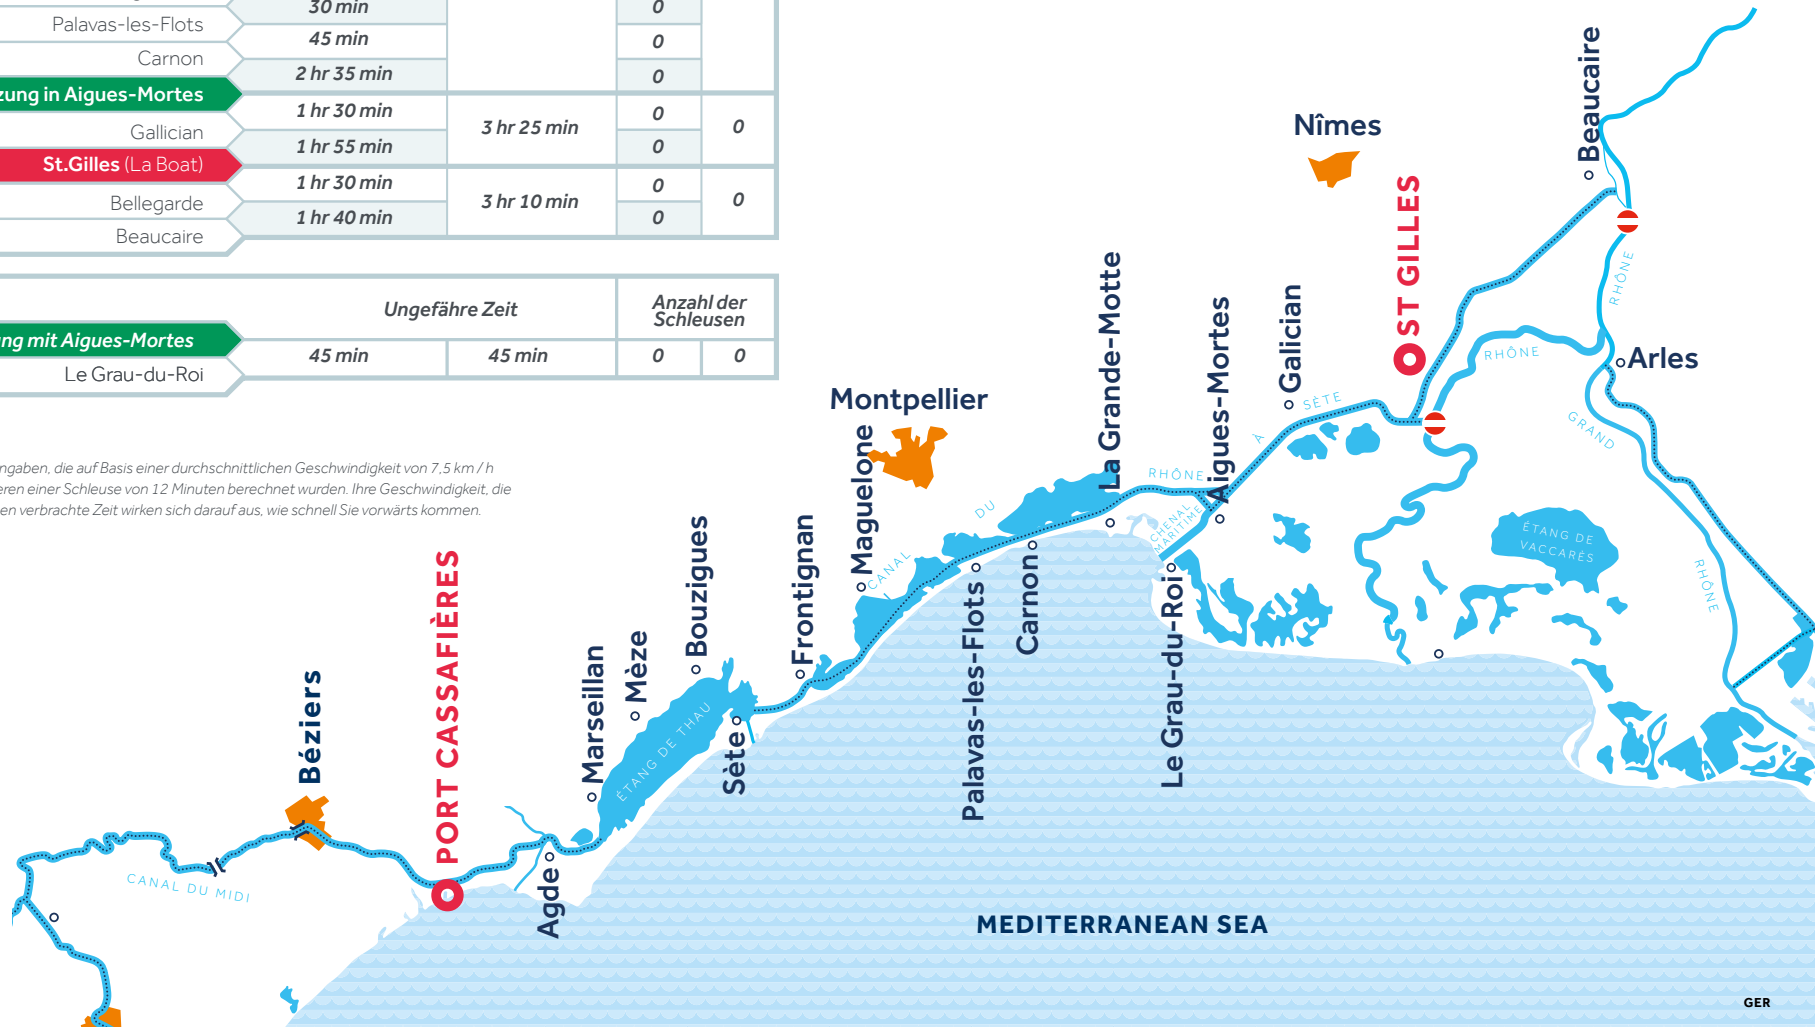 30 min
0
Palavas-les-Flots
45 min
0
Carnon
2 hr 35 min
0
zung in Aigues-Mortes
1 hr 30 min
3 hr 25 min
0
0
Gallician
1 hr 55 min
0
St.Gilles (La Boat)
1 hr 30 min
3 hr 10 min
0
0
Bellegarde
1 hr 40 min
0
Beaucaire
Ungefähre Zeit
Anzahl der
Schleusen
ng mit Aigues-Mortes
45 min
45 min
0
0
Le Grau-du-Roi
ngaben, die auf Basis einer durchschnittlichen Geschwindigkeit von 7,5 km / h
eren einer Schleuse von 12 Minuten berechnet wurden. Ihre Geschwindigkeit, die
en verbrachte Zeit wirken sich darauf aus, wie schnell Sie vorwärts kommen.
Beaucaire
Nîmes
ST GILLES
RHÔNE
RHÔNE
Arles
GRAND
RHÔNE
Galician
La Grande-Motte
Aigues-Mortes
Montpellier
Maguelone
CANAL
DU
RHÔNE
À
SÈTE
CHENAL
MARITIME
ÉTANG DE
VACCARÈS
Carnon
Palavas-les-Flots
Le Grau-du-Roi
Frontignan
Bouzigues
Mèze
Marseillan
ÉTANG DE THAU
Sète
PORT CASSAFIÈRES
Béziers
Agde
CANAL DU MIDI
MEDITERRANEAN SEA
GER